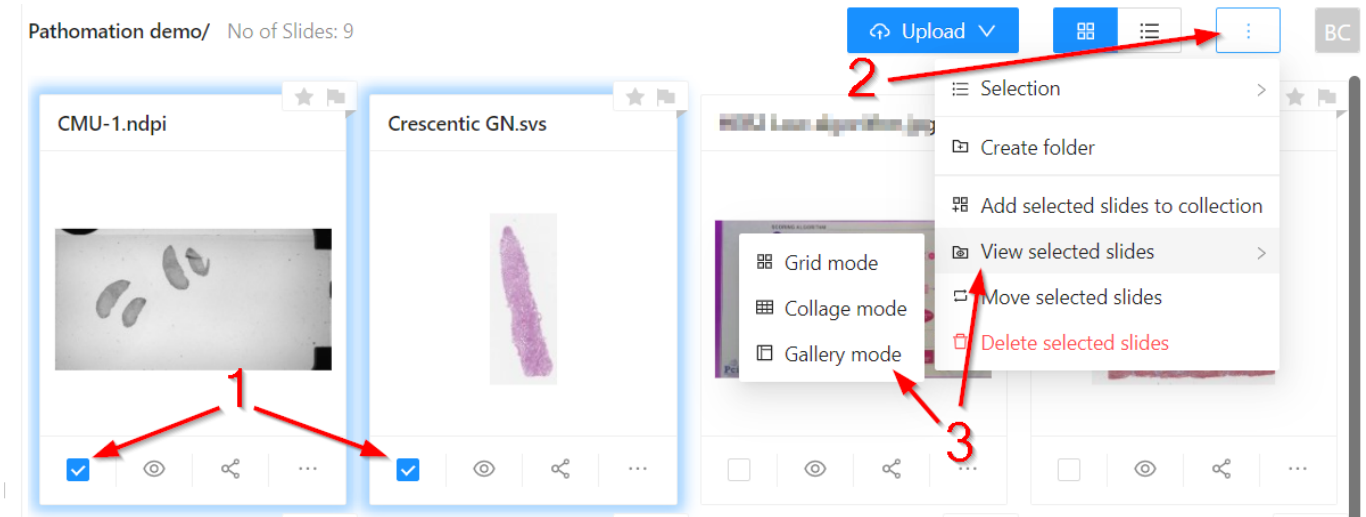 Pathomation demo/ No of Slides: 9
Upload
BC
2
Selection
CMU-1.ndpi
Crescentic GN.svs
Create folder
Add selected slides to collection
View selected slides
Grid mode
Collage mode
Move selected slides
Gallery mode
Delete selected slides
1
3